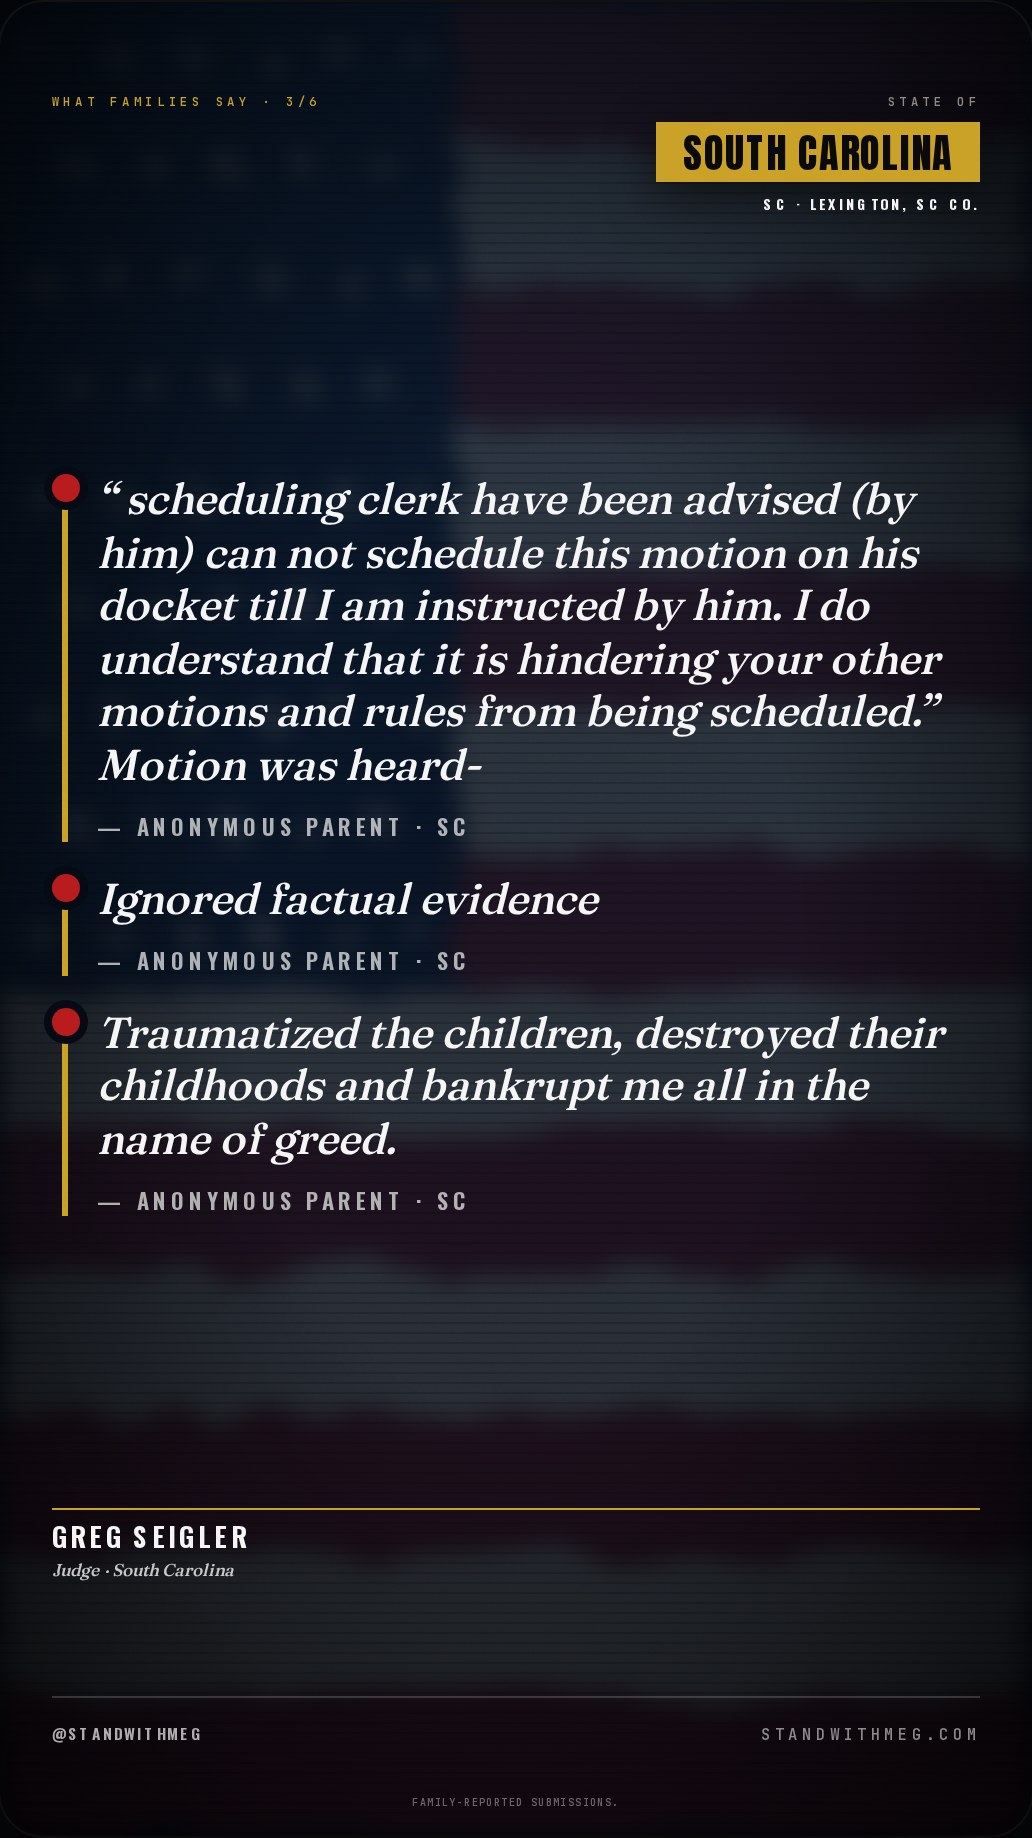 WHAT FAMILIES SAY · 3/6
STATE OF
SOUTH CAROLINA
SC · LEXINGTON, SC CO.
“ scheduling clerk have been advised (by
him) can not schedule this motion on his
docket till I am instructed by him. I do
understand that it is hindering your other
motions and rules from being scheduled.”
Motion was heard-
— ANONYMOUS PARENT · SC
Ignored factual evidence
— ANONYMOUS PARENT · SC
Traumatized the children, destroyed their
childhoods and bankrupt me all in the
name of greed.
— ANONYMOUS PARENT · SC
GREG SEIGLER
Judge · South Carolina
@STANDWITHMEG
STANDWITHMEG.COM
FAMILY-REPORTED SUBMISSIONS.